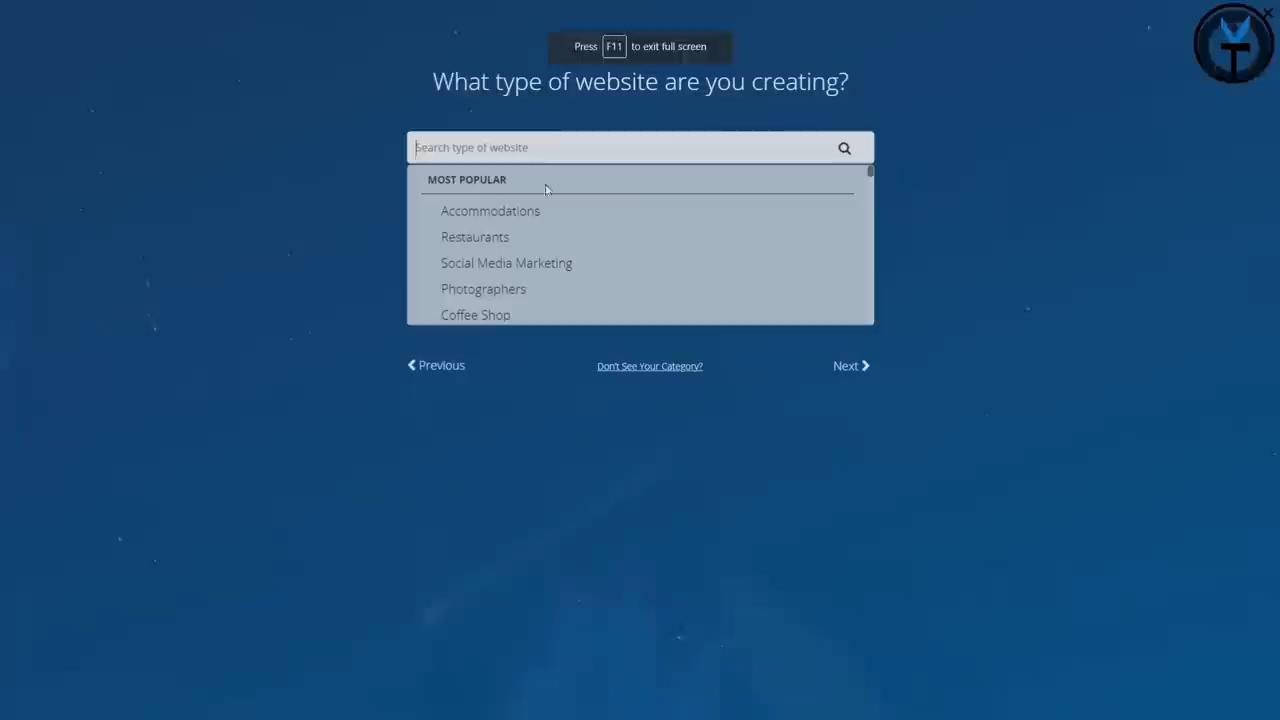 Press F11 to exit full screen
What type of website are you creating?
Search type of website
MOST POPULAR
Accommodations
Restaurants
Social Media Marketing
Photographers
Coffee Shop
Previous
Don't See Your Category?
Next